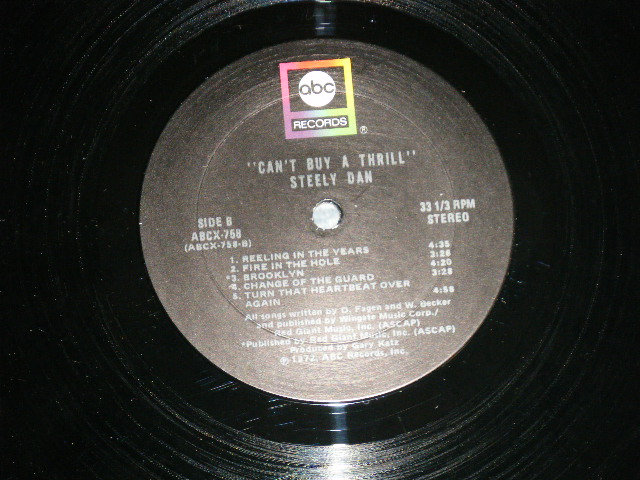 abc
RECORDS
®
"CAN'T BUY A THRILL"
STEELY DAN
SIDE B
ABCX-758
(ABCX-758-B)
33 1/3 RPM
STEREO
1. REELING IN THE YEARS 4:35
2. FIRE IN THE HOLE 3:26
*3. BROOKLYN 4:20
4. CHANGE OF THE GUARD 3:28
5. TURN THAT HEARTBEAT OVER
AGAIN 4:58
All songs written by D. Fagen and W. Becker
and published by Wingate Music Corp./
Red Giant Music, Inc. (ASCAP)
*Published by Red Giant Music, Inc. (ASCAP)
Produced by Gary Katz
℗ 1972, ABC Records, Inc.